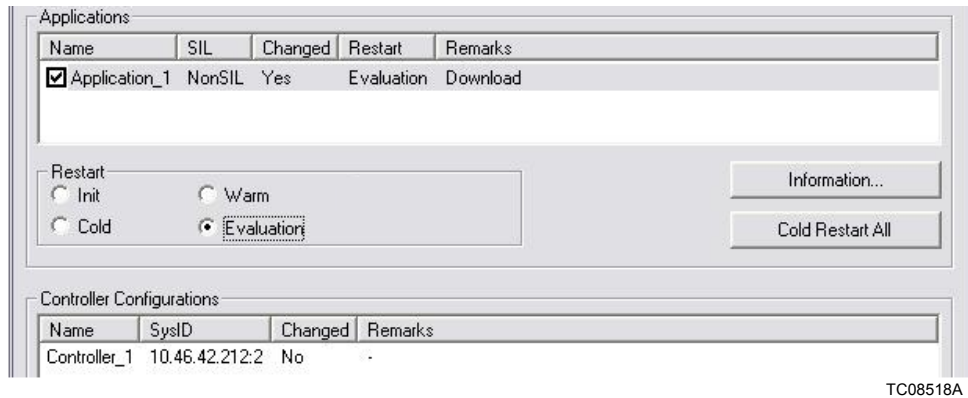 Applications
Name SIL Changed Restart Remarks
Application_1 NonSIL Yes Evaluation Download
Restart
Init Warm
Information...
Cold Evaluation
Cold Restart All
Controller Configurations
Name SysID Changed Remarks
Controller_1 10.46.42.212:2 No -
TC08518A